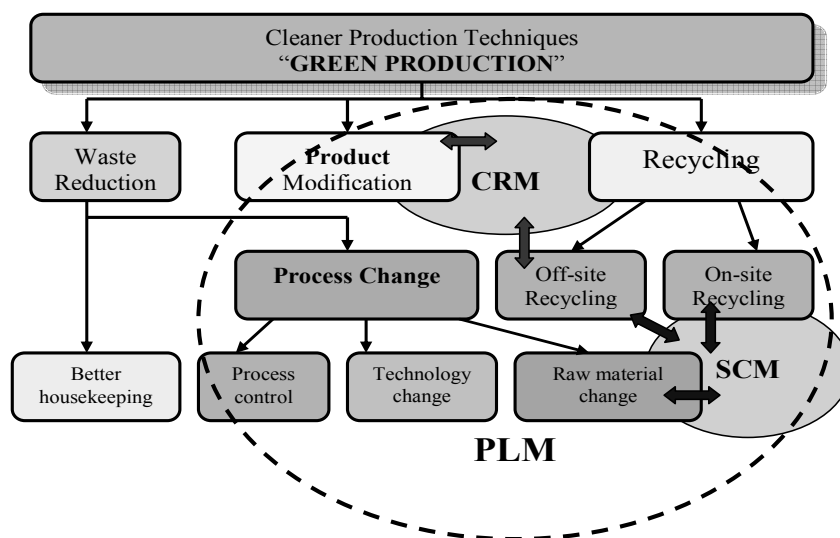 Cleaner Production Techniques
“GREEN PRODUCTION”
Waste
Reduction
Product
Modification
CRM
Recycling
Process Change
Off-site
Recycling
On-site
Recycling
Better
housekeeping
Process
control
Technology
change
Raw material
change
SCM
PLM